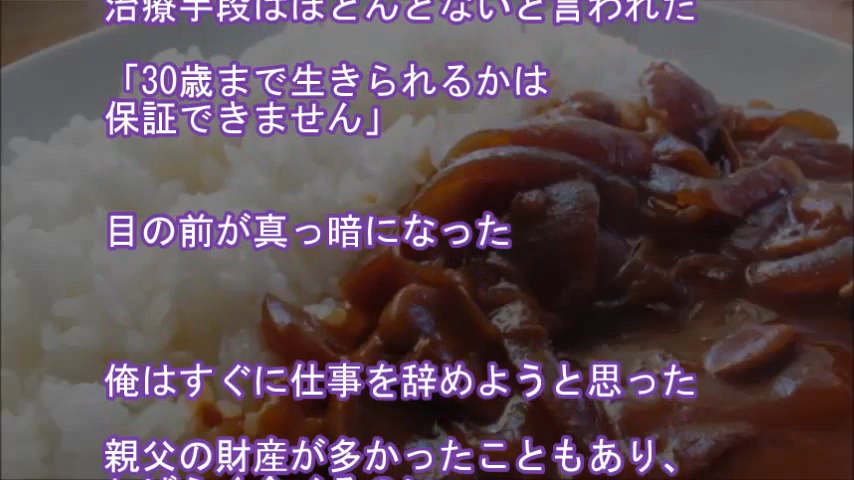 治療手段はほとんどないと言われた
「30歳まで生きられるかは
保証できません」
目の前が真っ暗になった
俺はすぐに仕事を辞めようと思った
親父の財産が多かったこともあり、